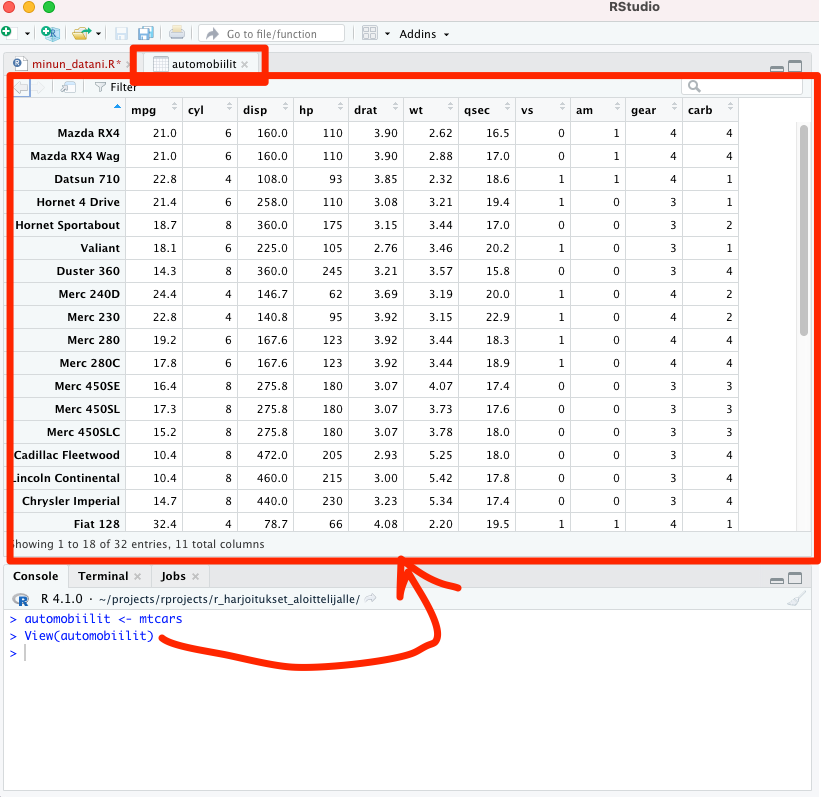 RStudio
Go to file/function Addins
minun_datani.R* automobiilit
Filter
mpg cyl disp hp drat wt qsec vs am gear carb
Mazda RX4 21.0 6 160.0 110 3.90 2.62 16.5 0 1 4 4
Mazda RX4 Wag 21.0 6 160.0 110 3.90 2.88 17.0 0 1 4 4
Datsun 710 22.8 4 108.0 93 3.85 2.32 18.6 1 1 4 1
Hornet 4 Drive 21.4 6 258.0 110 3.08 3.21 19.4 1 0 3 1
Hornet Sportabout 18.7 8 360.0 175 3.15 3.44 17.0 0 0 3 2
Valiant 18.1 6 225.0 105 2.76 3.46 20.2 1 0 3 1
Duster 360 14.3 8 360.0 245 3.21 3.57 15.8 0 0 3 4
Merc 240D 24.4 4 146.7 62 3.69 3.19 20.0 1 0 4 2
Merc 230 22.8 4 140.8 95 3.92 3.15 22.9 1 0 4 2
Merc 280 19.2 6 167.6 123 3.92 3.44 18.3 1 0 4 4
Merc 280C 17.8 6 167.6 123 3.92 3.44 18.9 1 0 4 4
Merc 450SE 16.4 8 275.8 180 3.07 4.07 17.4 0 0 3 3
Merc 450SL 17.3 8 275.8 180 3.07 3.73 17.6 0 0 3 3
Merc 450SLC 15.2 8 275.8 180 3.07 3.78 18.0 0 0 3 3
Cadillac Fleetwood 10.4 8 472.0 205 2.93 5.25 18.0 0 0 3 4
Lincoln Continental 10.4 8 460.0 215 3.00 5.42 17.8 0 0 3 4
Chrysler Imperial 14.7 8 440.0 230 3.23 5.34 17.4 0 0 3 4
Fiat 128 32.4 4 78.7 66 4.08 2.20 19.5 1 1 4 1
Showing 1 to 18 of 32 entries, 11 total columns
Console Terminal Jobs
R R 4.1.0 · ~/projects/rprojects/r_harjoitukset_aloittelijalle/
> automobiilit <- mtcars
> View(automobiilit)
>